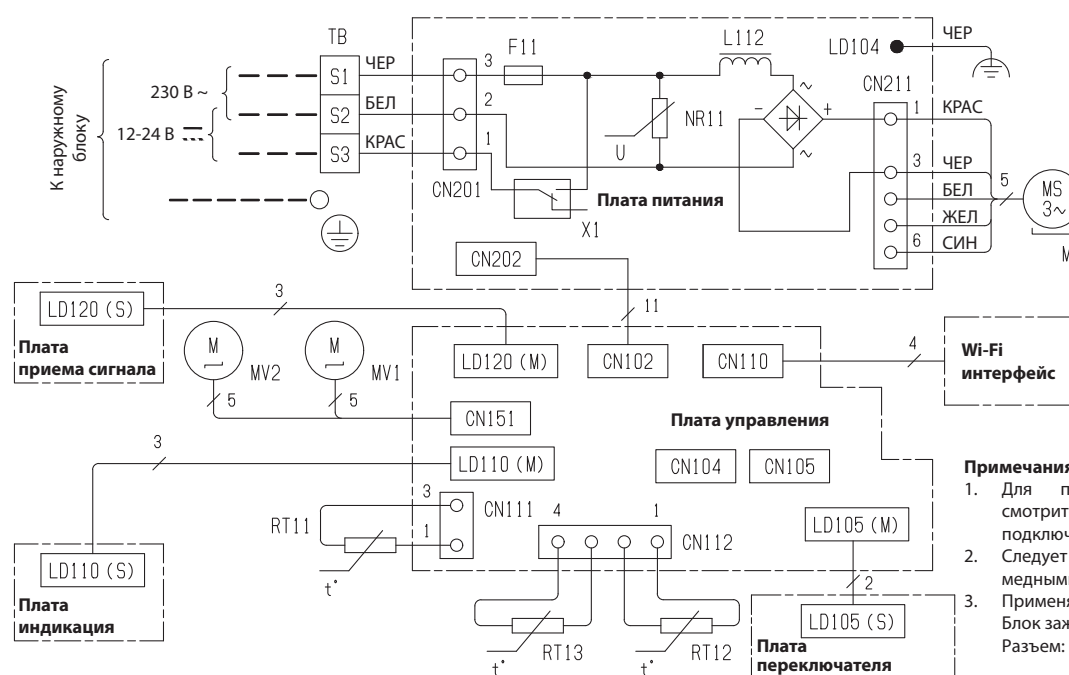 TB
F11
L112
LD104
ЧЕР
К наружному
блоку
230 В ~
12-24 В
S1
S2
S3
ЧЕР
БЕЛ
КРАС
3
2
1
CN201
X1
U
NR11
~
-
+
~
Плата питания
CN211
1
3
6
КРАС
ЧЕР
БЕЛ
ЖЕЛ
СИН
5
MS
3~
CN202
11
LD120 (S)
Плата
приема сигнала
3
M
MV2
5
M
MV1
5
LD120 (M)
CN102
CN110
4
Wi-Fi
интерфейс
CN151
Плата управления
LD110 (M)
3
CN104
CN105
RT11
t°
3
1
CN111
4
1
CN112
LD105 (M)
2
LD110 (S)
Плата
индикация
RT13
t°
RT12
t°
LD105 (S)
Плата
переключателя
Примечания
1. Для п
смотрит
подключ
2. Следует
медными
3. Применя
Блок заж
Разъем: